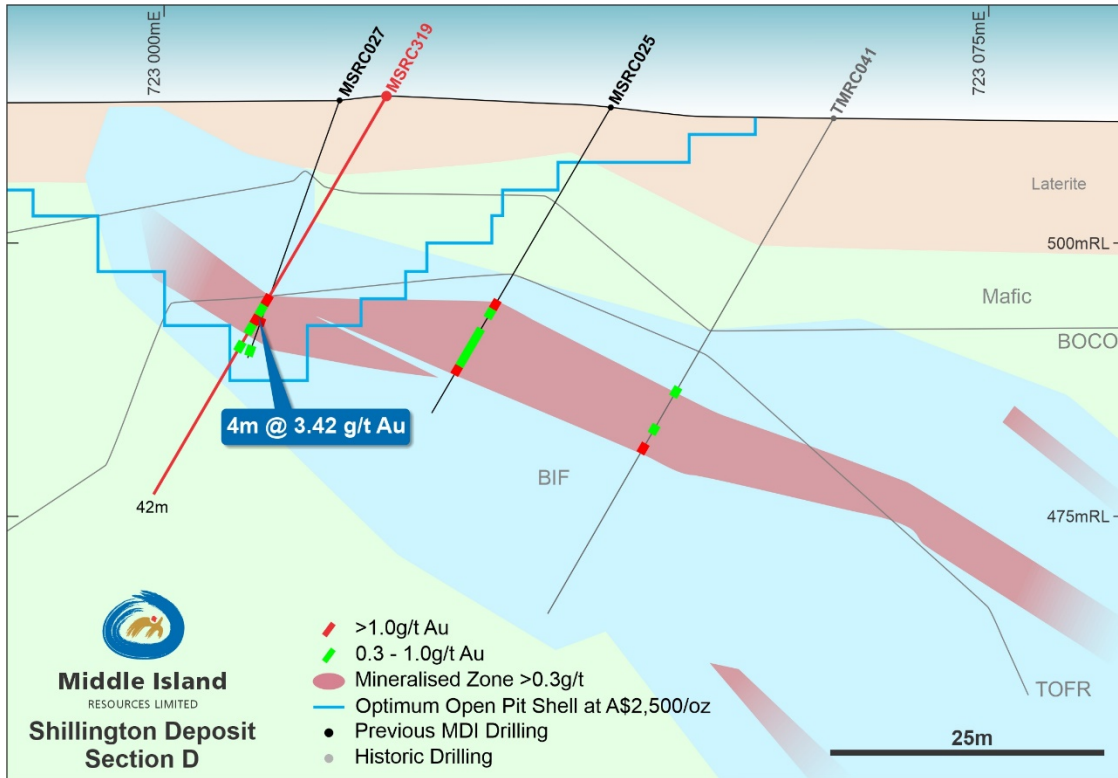 723 000mE
MSRC027
MSRC319
MSRC025
TMRC041
723 075mE
Laterite
500mRL
Mafic
BOCO
4m @ 3.42 g/t Au
BIF
42m
475mRL
TOFR
Middle Island
RESOURCES LIMITED
Shillington Deposit
Section D
>1.0g/t Au
0.3 - 1.0g/t Au
Mineralised Zone >0.3g/t
Optimum Open Pit Shell at A$2,500/oz
Previous MDI Drilling
Historic Drilling
25m